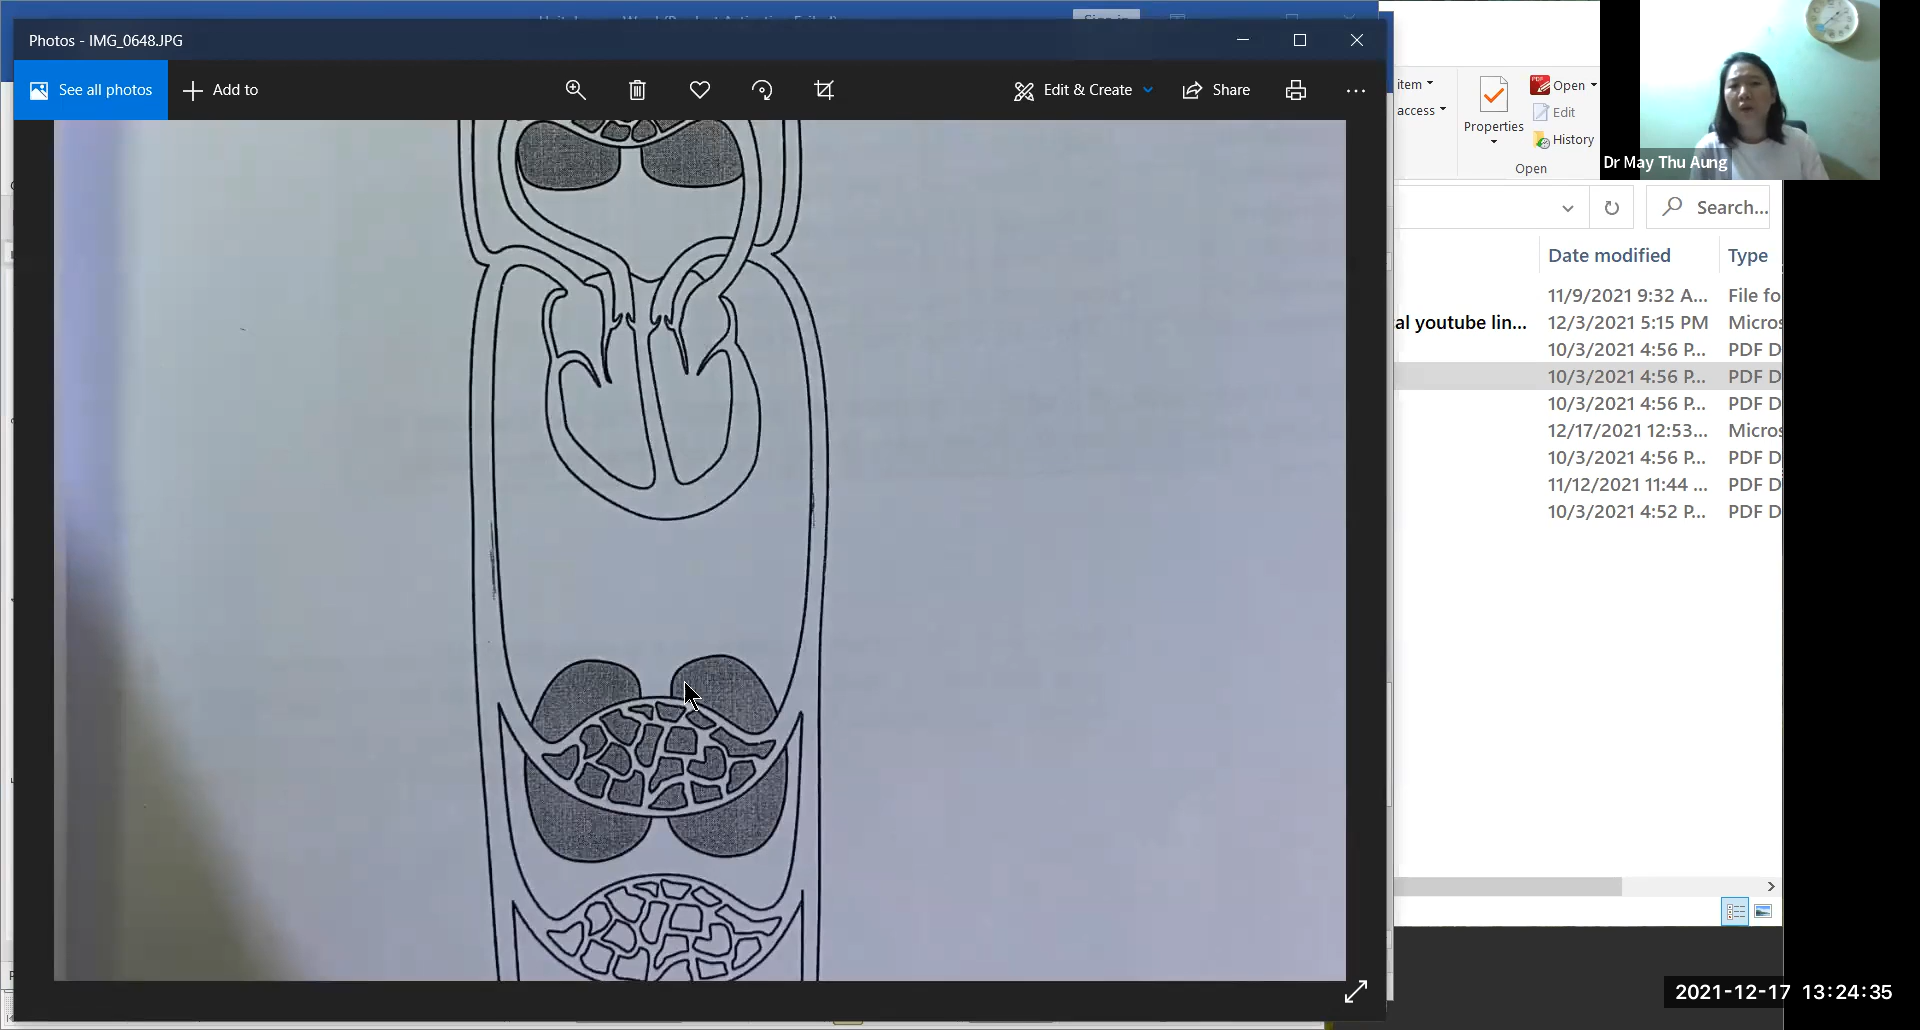 Photos - IMG_0648.JPG
See all photos
Add to
Edit & Create
Share
item
access
Properties
Open
Edit
History
Open
Dr May Thu Aung
Search...
Date modified Type
11/9/2021 9:32 A... File fo
al youtube lin... 12/3/2021 5:15 PM Micros
10/3/2021 4:56 P... PDF D
10/3/2021 4:56 P... PDF D
10/3/2021 4:56 P... PDF D
12/17/2021 12:53... Micros
10/3/2021 4:56 P... PDF D
11/12/2021 11:44 ... PDF D
10/3/2021 4:52 P... PDF D
2021-12-17 13:24:35